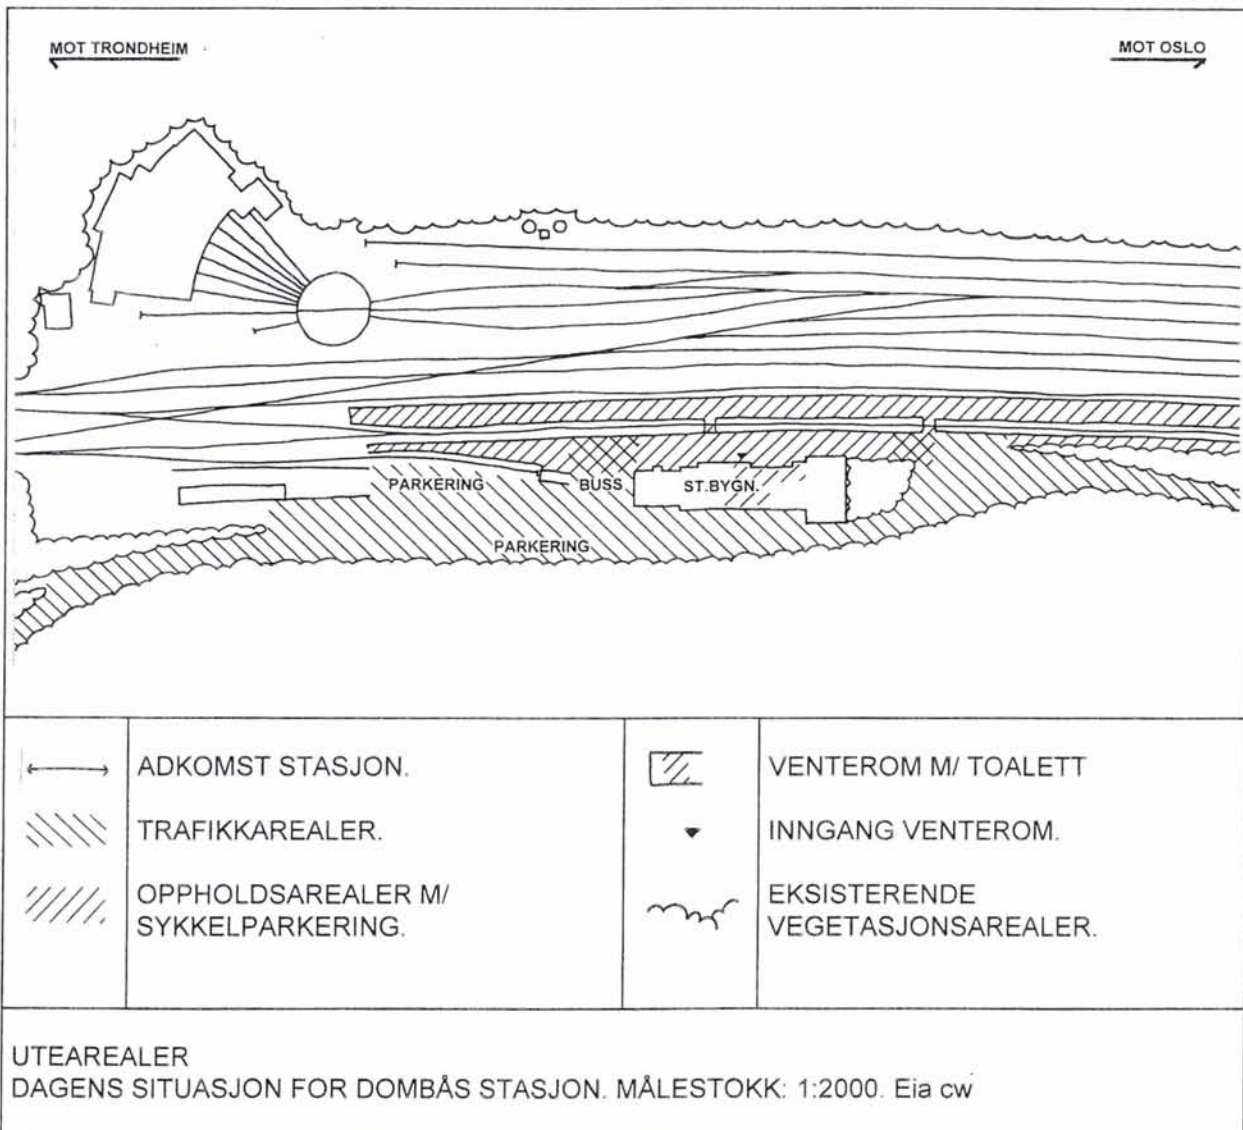 MOT TRONDHEIM
MOT OSLO
PARKERING
BUSS
ST.BYGN.
PARKERING
ADKOMST STASJON.
TRAFIKKAREALER.
OPPHOLDSAREALER M/
SYKKELPARKERING.
VENTEROM M/ TOALETT
INNGANG VENTEROM.
EKSISTERENDE
VEGETASJONSAREALER.
UTEAREALER
DAGENS SITUASJON FOR DOMBÅS STASJON. MÅLESTOKK: 1:2000. Eia cw